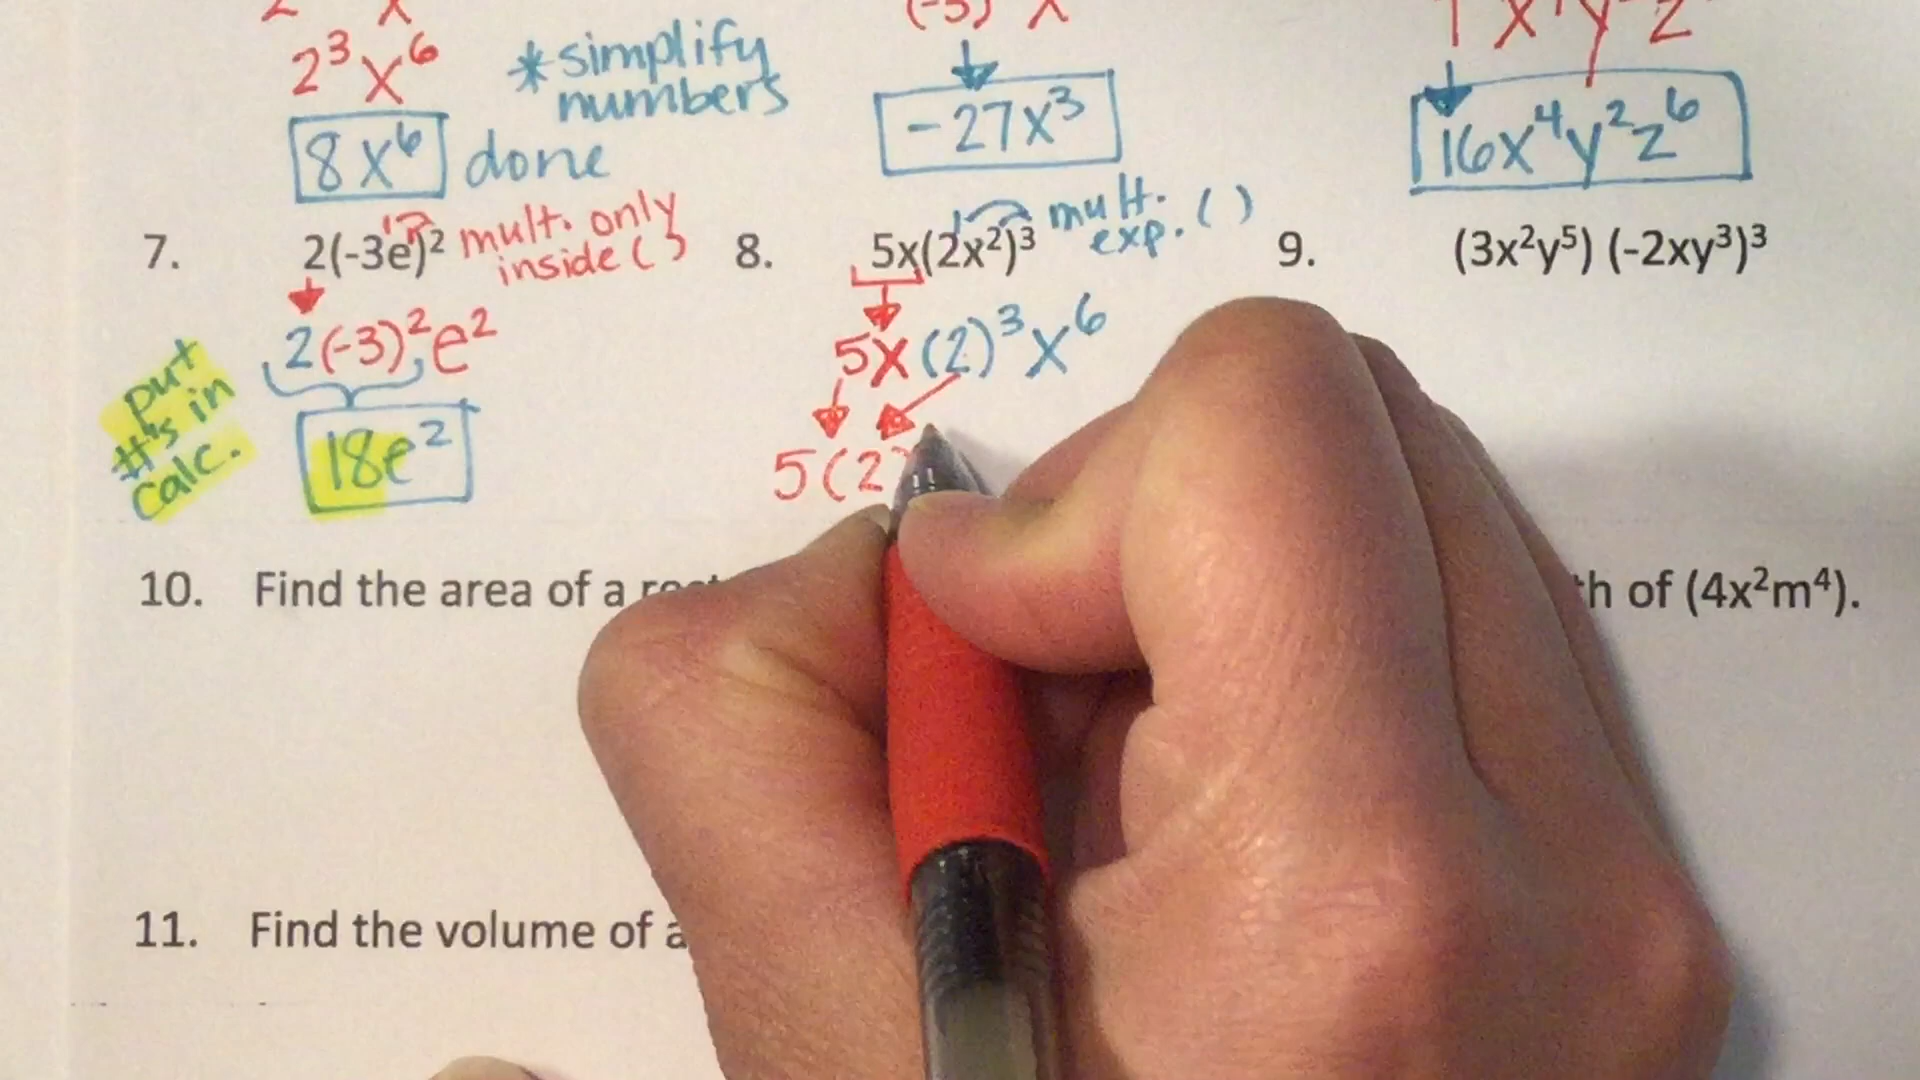 2³x⁶
*simplify numbers
8x⁶ done
-27x³
16x⁴y²z⁶
7. 2(-3e)² mult. only inside ( )
8. 5x(2x²)³ mult. exp. ( )
9. (3x²y⁵) (-2xy³)³
2(-3)²e²
5x(2)³x⁶
put #'s in calc.
18e²
5(2
10. Find the area of a
of (4x²m⁴).
11. Find the volume of